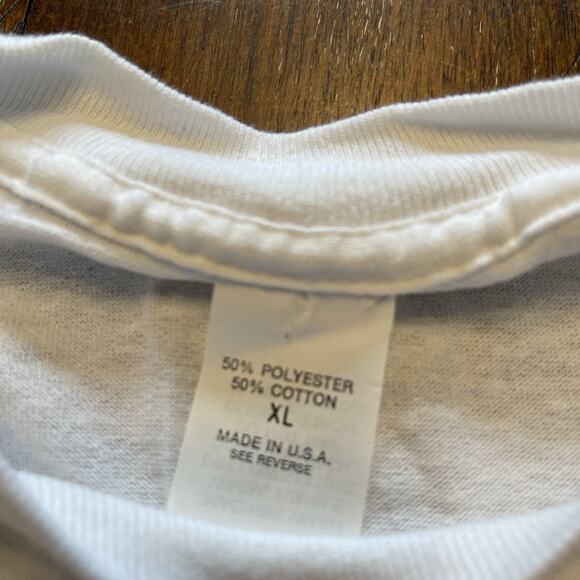 50% POLYESTER
50% COTTON
XL
MADE IN U.S.A.
SEE REVERSE